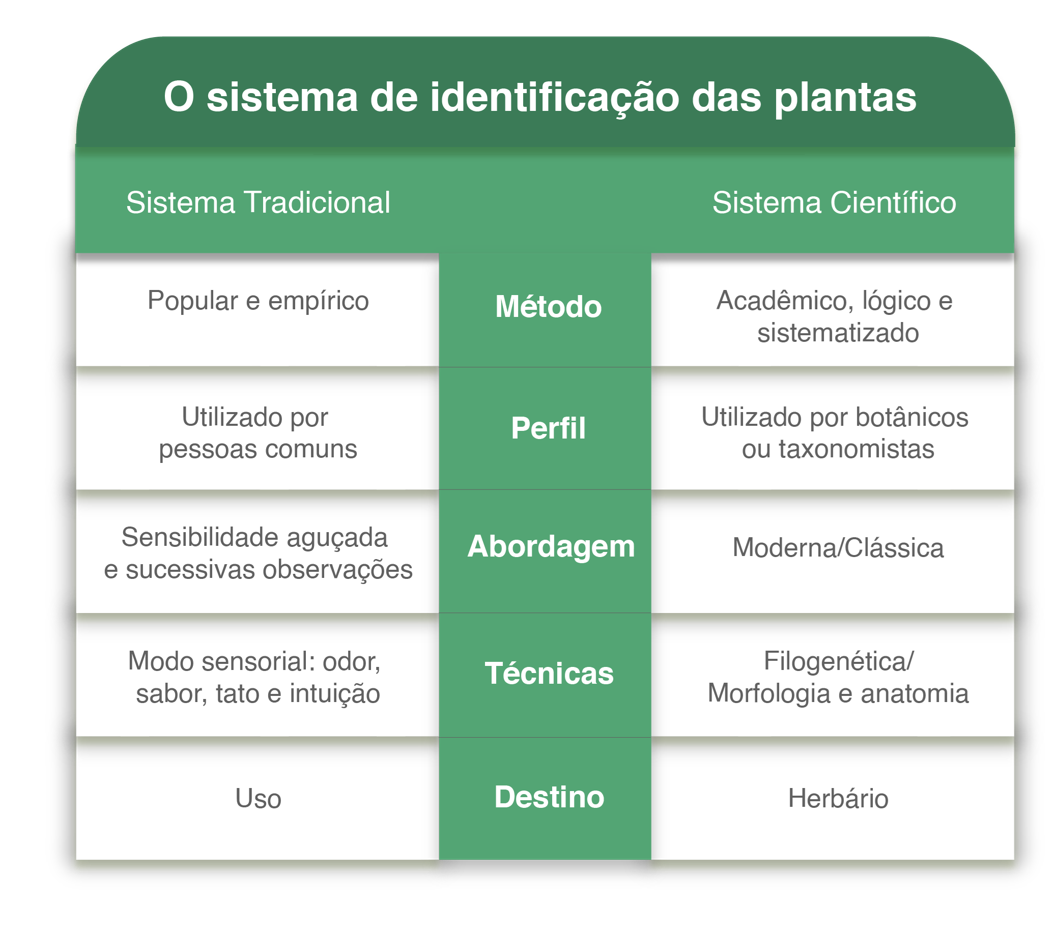 O sistema de identificação das plantas
Sistema Tradicional
Sistema Científico
Popular e empírico
Método
Acadêmico, lógico e
sistematizado
Utilizado por
pessoas comuns
Perfil
Utilizado por botânicos
ou taxonomistas
Sensibilidade aguçada
e sucessivas observações
Abordagem
Moderna/Clássica
Modo sensorial: odor,
sabor, tato e intuição
Técnicas
Filogenética/
Morfologia e anatomia
Uso
Destino
Herbário